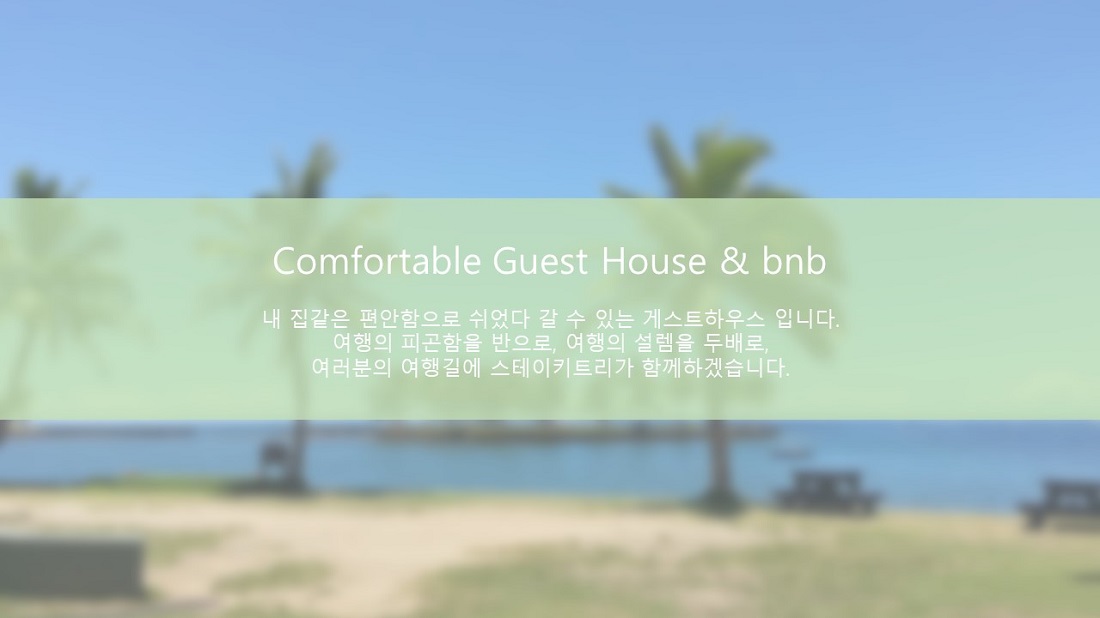 Comfortable Guest House & bnb
내 집같은 편안함으로 쉬었다 갈 수 있는 게스트하우스 입니다.
여행의 피곤함을 반으로, 여행의 설렘을 두배로,
여러분의 여행길에 스테이키트리가 함께하겠습니다.